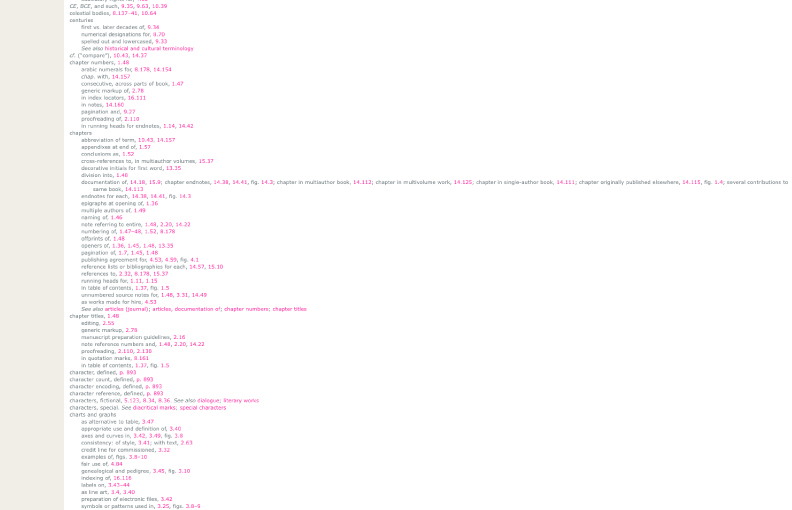 CE, BCE, and such, 9.35, 9.63, 10.39
celestial bodies, 8.137–41, 10.64
centuries
first vs. later decades of, 9.34
numerical designations for, 8.70
spelled out and lowercased, 9.33
See also historical and cultural terminology
cf. ("compare"), 10.43, 14.37
chapter numbers, 1.48
arabic numerals for, 8.178, 14.154
chap. with, 14.157
consecutive, across parts of book, 1.47
generic markup of, 2.78
in index locators, 16.111
in notes, 14.160
pagination and, 9.27
proofreading of, 2.110
in running heads for endnotes, 1.14, 14.42
chapters
abbreviation of term, 10.43, 14.157
appendixes at end of, 1.57
conclusions as, 1.52
cross-references to, in multiauthor volumes, 15.37
decorative initials for first word, 13.35
division into, 1.48
documentation of, 14.18, 15.9; chapter endnotes, 14.38, 14.41, fig. 14.3; chapter in multiauthor book, 14.112; chapter in multivolume work, 14.125; chapter in single-author book, 14.111; chapter originally published elsewhere, 14.115, fig. 1.4; several contributions to
same book, 14.113
endnotes for each, 14.38, 14.41, fig. 14.3
epigraphs at opening of, 1.36
multiple authors of, 1.49
naming of, 1.46
note referring to entire, 1.48, 2.20, 14.22
numbering of, 1.47–48, 1.52, 8.178
offprints of, 1.48
openers of, 1.36, 1.45, 1.48, 13.35
pagination of, 1.7, 1.45, 1.48
publishing agreement for, 4.53, 4.59, fig. 4.1
reference lists or bibliographies for each, 14.57, 15.10
references to, 2.32, 8.178, 15.37
running heads for, 1.11, 1.15
in table of contents, 1.37, fig. 1.5
unnumbered source notes for, 1.48, 3.31, 14.49
as works made for hire, 4.53
See also articles (journal); articles, documentation of; chapter numbers; chapter titles
chapter titles, 1.48
editing, 2.55
generic markup, 2.78
manuscript preparation guidelines, 2.16
note reference numbers and, 1.48, 2.20, 14.22
proofreading, 2.110, 2.138
in quotation marks, 8.161
in table of contents, 1.37, fig. 1.5
character, defined, p. 893
character count, defined, p. 893
character encoding, defined, p. 893
character reference, defined, p. 893
characters, fictional, 5.123, 8.34, 8.36. See also dialogue; literary works
characters, special. See diacritical marks; special characters
charts and graphs
as alternative to table, 3.47
appropriate use and definition of, 3.40
axes and curves in, 3.42, 3.49, fig. 3.8
consistency: of style, 3.41; with text, 2.63
credit line for commissioned, 3.32
examples of, figs. 3.8–10
fair use of, 4.84
genealogical and pedigree, 3.45, fig. 3.10
indexing of, 16.116
labels on, 3.43–44
as line art, 3.4, 3.40
preparation of electronic files, 3.42
symbols or patterns used in, 3.25, figs. 3.8–9